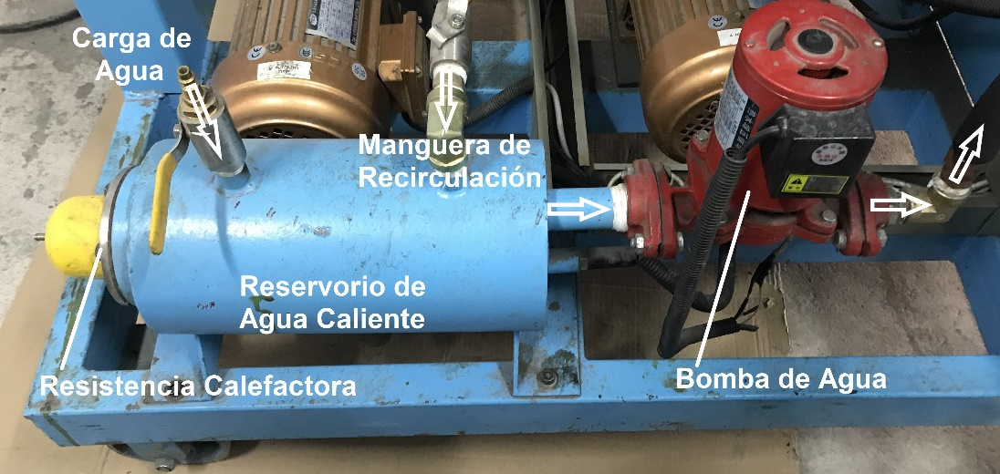 Carga de
Agua
Manguera de
Recirculación
Reservorio de
Agua Caliente
Resistencia Calefactora
Bomba de Agua